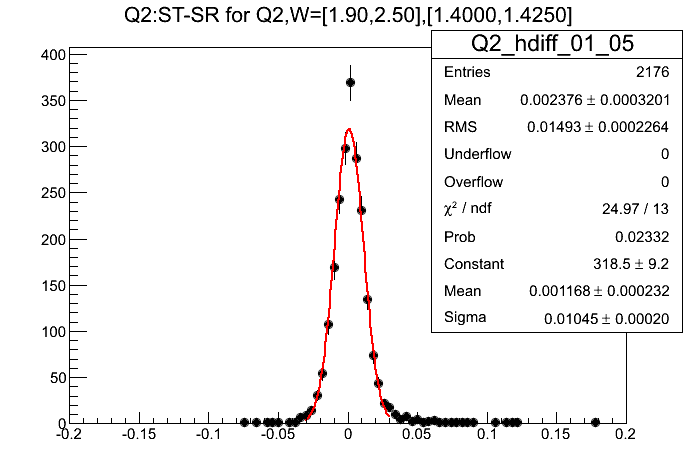 Q2:ST-SR for Q2,W=[1.90,2.50],[1.4000,1.4250]
Q2_hdiff_01_05
Entries 2176
Mean 0.002376 ± 0.0003201
RMS 0.01493 ± 0.0002264
Underflow 0
Overflow 0
χ² / ndf 24.97 / 13
Prob 0.02332
Constant 318.5 ± 9.2
Mean 0.001168 ± 0.000232
Sigma 0.01045 ± 0.00020
400
350
300
250
200
150
100
50
0
-0.2 -0.15 -0.1 -0.05 0 0.05 0.1 0.15 0.2